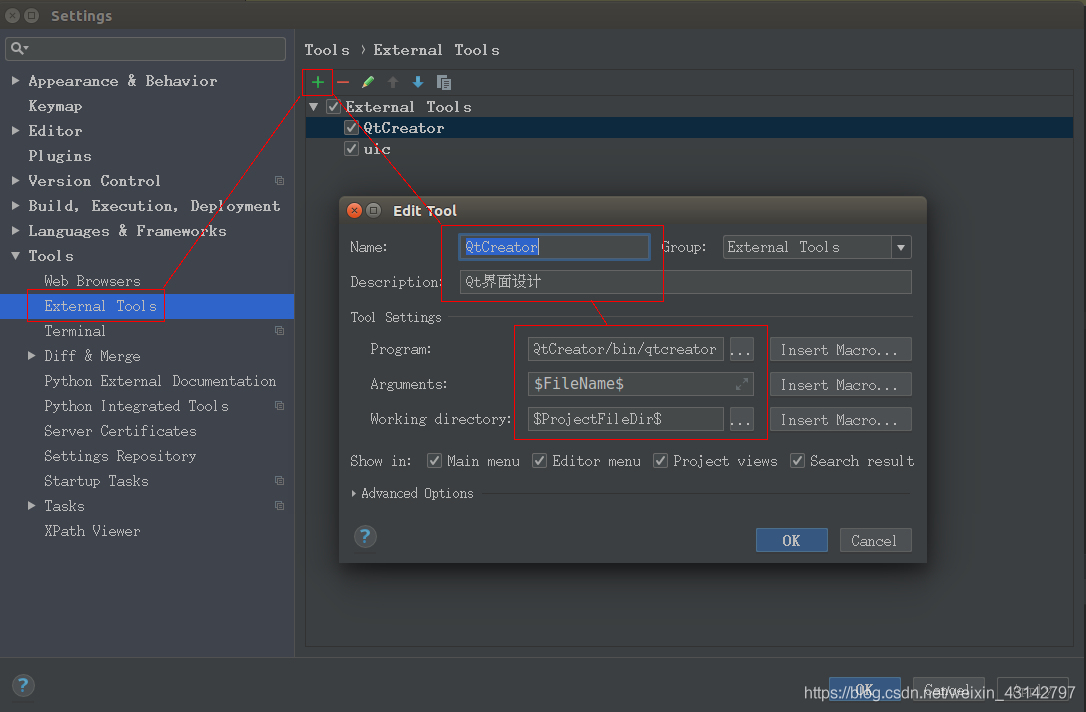 Settings
Tools › External Tools
Appearance & Behavior
Keymap
Editor
Plugins
Version Control
Build, Execution, Deployment
Languages & Frameworks
Tools
Web Browsers
External Tools
Terminal
Diff & Merge
Python External Documentation
Python Integrated Tools
Server Certificates
Settings Repository
Startup Tasks
Tasks
XPath Viewer
External Tools
QtCreator
uic
Edit Tool
Name: QtCreator Group: External Tools
Description: Qt界面设计
Tool Settings
Program: QtCreator/bin/qtcreator ... Insert Macro...
Arguments: $FileName$ Insert Macro...
Working directory: $ProjectFileDir$ ... Insert Macro...
Show in: Main menu Editor menu Project views Search result
Advanced Options
? OK Cancel
? OK Cancel Apply
https://blog.csdn.net/weixin_43142797